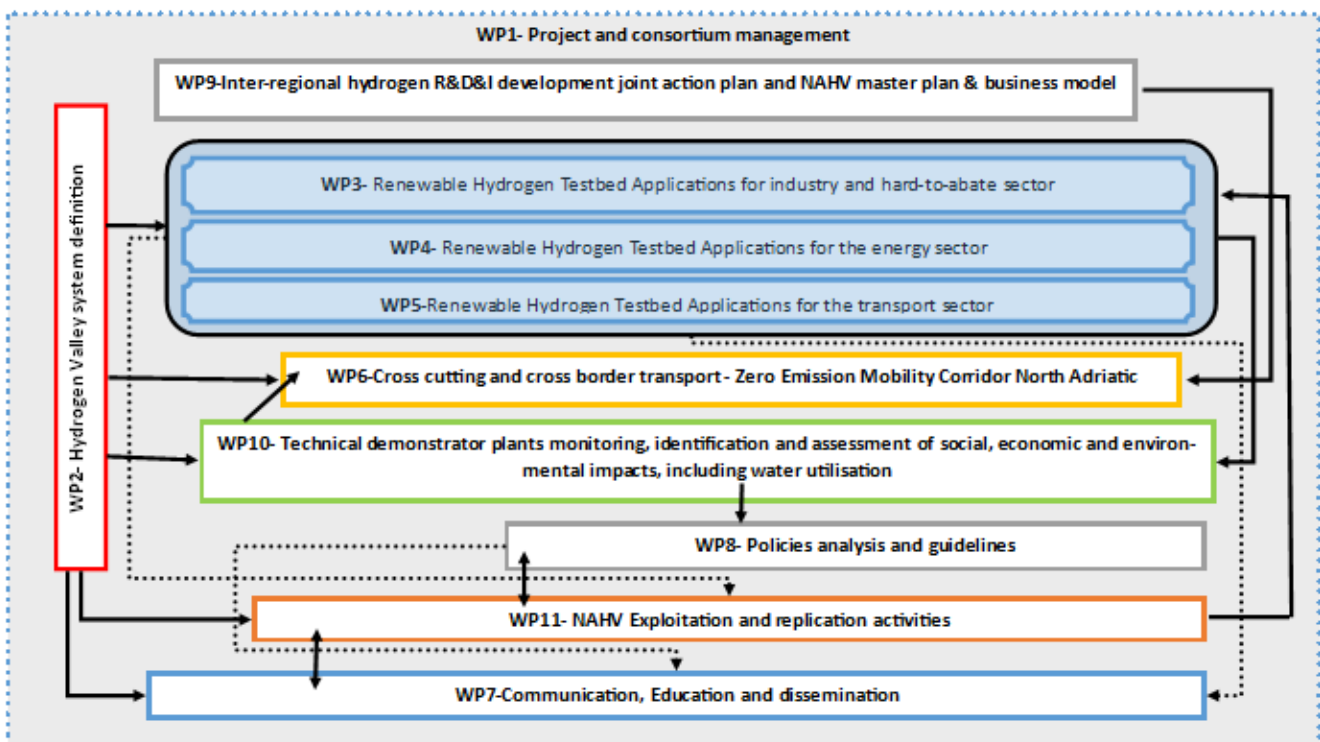 WP1- Project and consortium management
WP9-Inter-regional hydrogen R&D&I development joint action plan and NAHV master plan & business model
WP2- Hydrogen Valley system definition
WP3- Renewable Hydrogen Testbed Applications for industry and hard-to-abate sector
WP4- Renewable Hydrogen Testbed Applications for the energy sector
WP5-Renewable Hydrogen Testbed Applications for the transport sector
WP6-Cross cutting and cross border transport - Zero Emission Mobility Corridor North Adriatic
WP10- Technical demonstrator plants monitoring, identification and assessment of social, economic and environ-
mental impacts, including water utilisation
WP8- Policies analysis and guidelines
WP11- NAHV Exploitation and replication activities
WP7-Communication, Education and dissemination